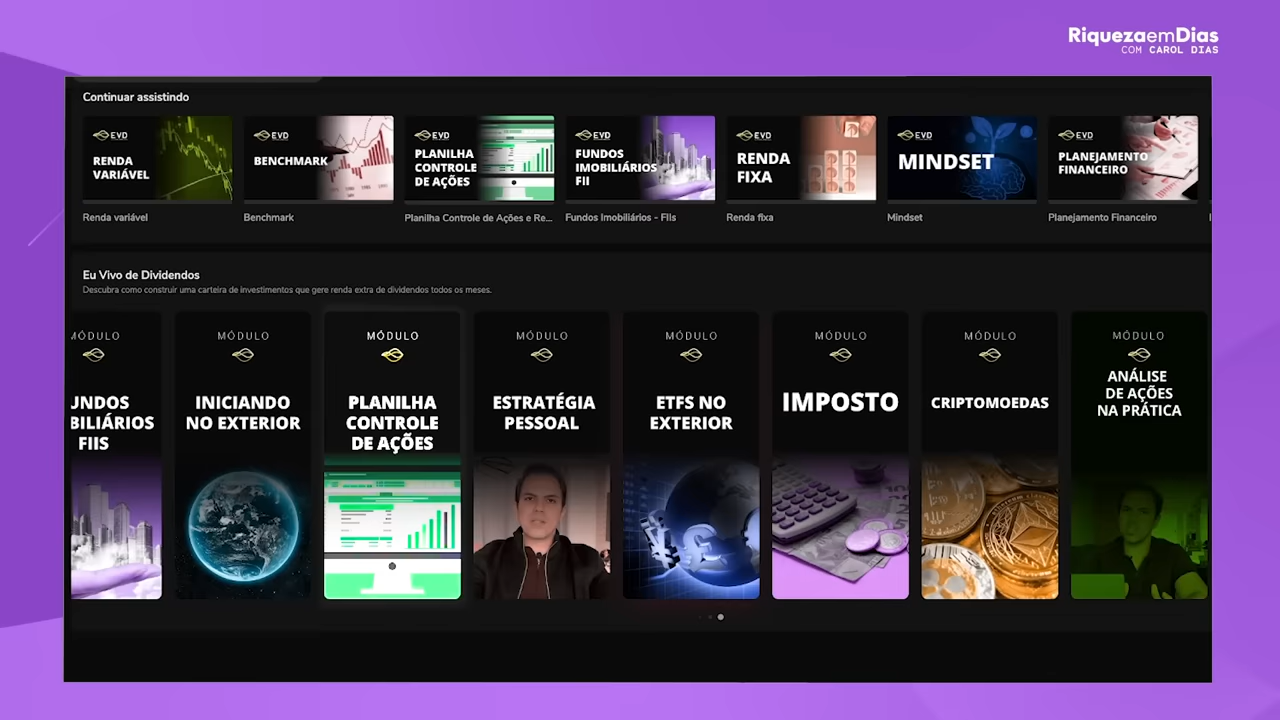 RiquezaemDias
COM CAROL DIAS
Continuar assistindo
EVD
RENDA
VARIÁVEL
EVD
BENCHMARK
EVD
PLANILHA
CONTROLE
DE AÇÕES
EVD
FUNDOS
IMOBILIÁRIOS
FII
EVD
RENDA
FIXA
EVD
MINDSET
EVD
PLANEJAMENTO
FINANCEIRO
Renda variável
Benchmark
Planilha Controle de Ações e Re...
Fundos Imobiliários - FIIs
Renda fixa
Mindset
Planejamento Financeiro
Eu Vivo de Dividendos
Descubra como construir uma carteira de investimentos que gere renda extra de dividendos todos os meses.
MÓDULO
UNDOS
BILIÁRIOS
FIIS
MÓDULO
INICIANDO
NO EXTERIOR
MÓDULO
PLANILHA
CONTROLE
DE AÇÕES
MÓDULO
ESTRATÉGIA
PESSOAL
MÓDULO
ETFS NO
EXTERIOR
MÓDULO
IMPOSTO
MÓDULO
CRIPTOMOEDAS
MÓDULO
ANÁLISE
DE AÇÕES
NA PRÁTICA